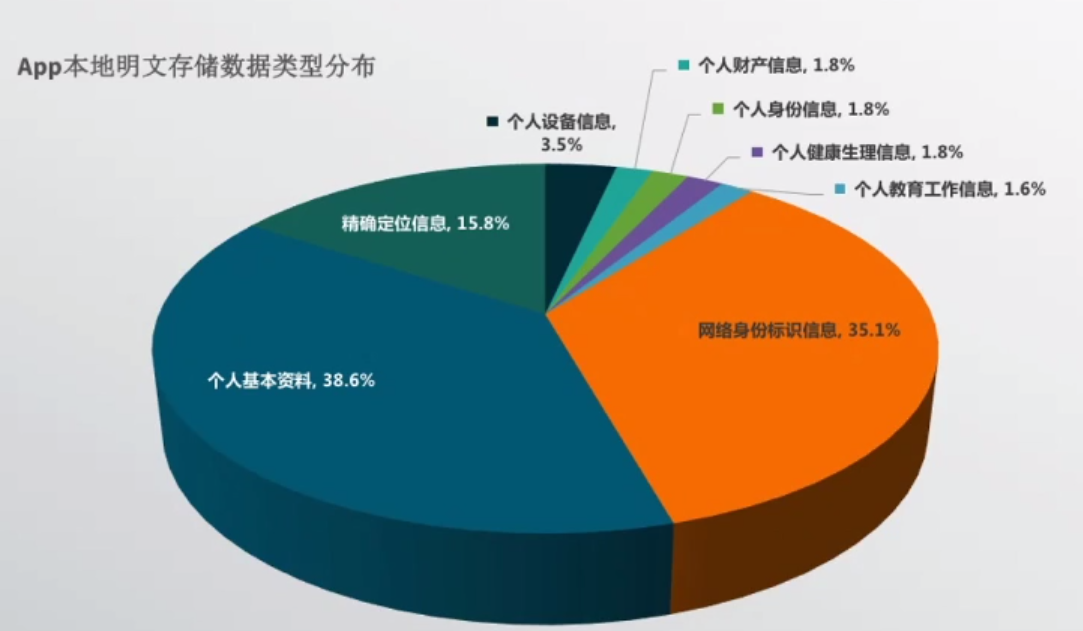 App本地明文存储数据类型分布
个人财产信息, 1.8%
个人身份信息, 1.8%
个人设备信息,
3.5%
个人健康生理信息, 1.8%
个人教育工作信息, 1.6%
精确定位信息, 15.8%
网络身份标识信息, 35.1%
个人基本资料, 38.6%